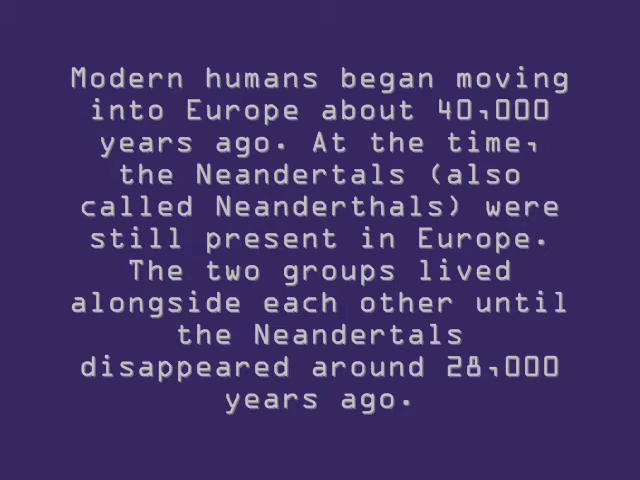 Modern humans began moving
into Europe about 40,000
years ago. At the time,
the Neandertals (also
called Neanderthals) were
still present in Europe.
The two groups lived
alongside each other until
the Neandertals
disappeared around 28,000
years ago.